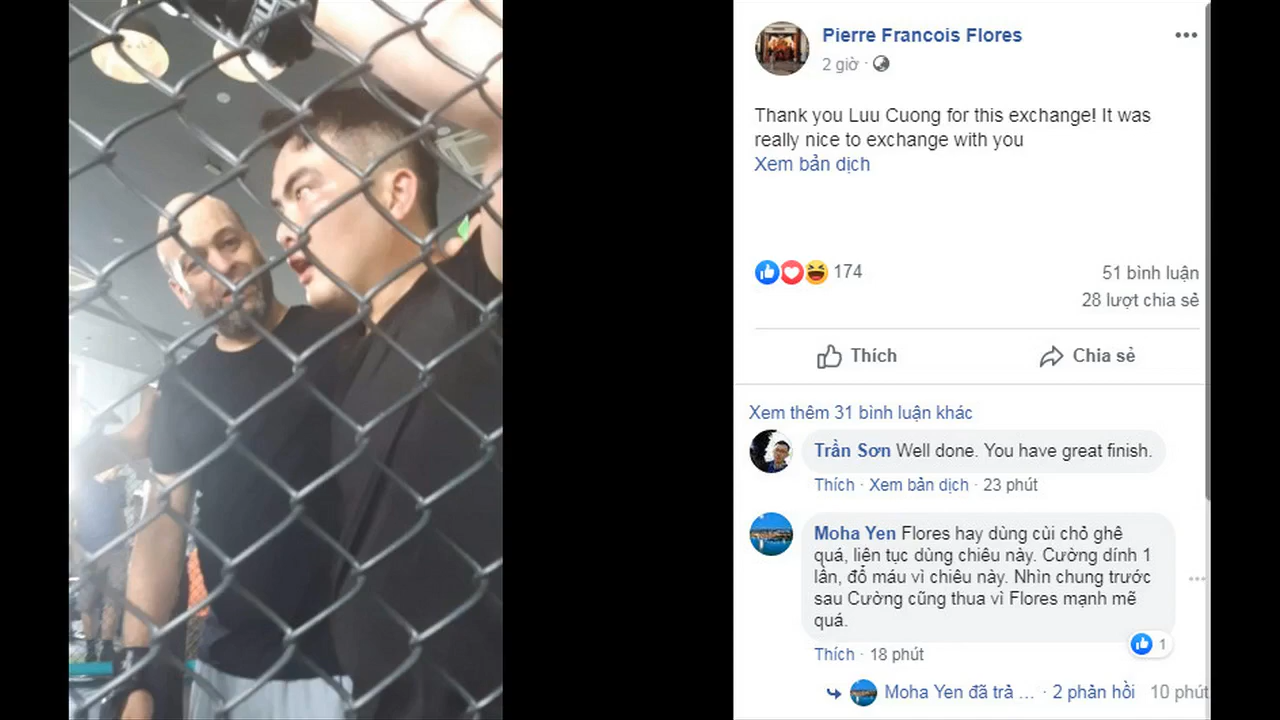 Pierre Francois Flores
2 giờ ·
Thank you Luu Cuong for this exchange! It was
really nice to exchange with you
Xem bản dịch
174
51 bình luận
28 lượt chia sẻ
Thích
Chia sẻ
Xem thêm 31 bình luận khác
Trần Sơn Well done. You have great finish.
Thích · Xem bản dịch · 23 phút
Moha Yen Flores hay dùng cùi chỏ ghê
quá, liên tục dùng chiêu này. Cường dính 1
lần, đổ máu vì chiêu này. Nhìn chung trước
sau Cường cũng thua vì Flores mạnh mẽ
quá.
1
Thích · 18 phút
Moha Yen đã trả ... · 2 phản hồi 10 phút